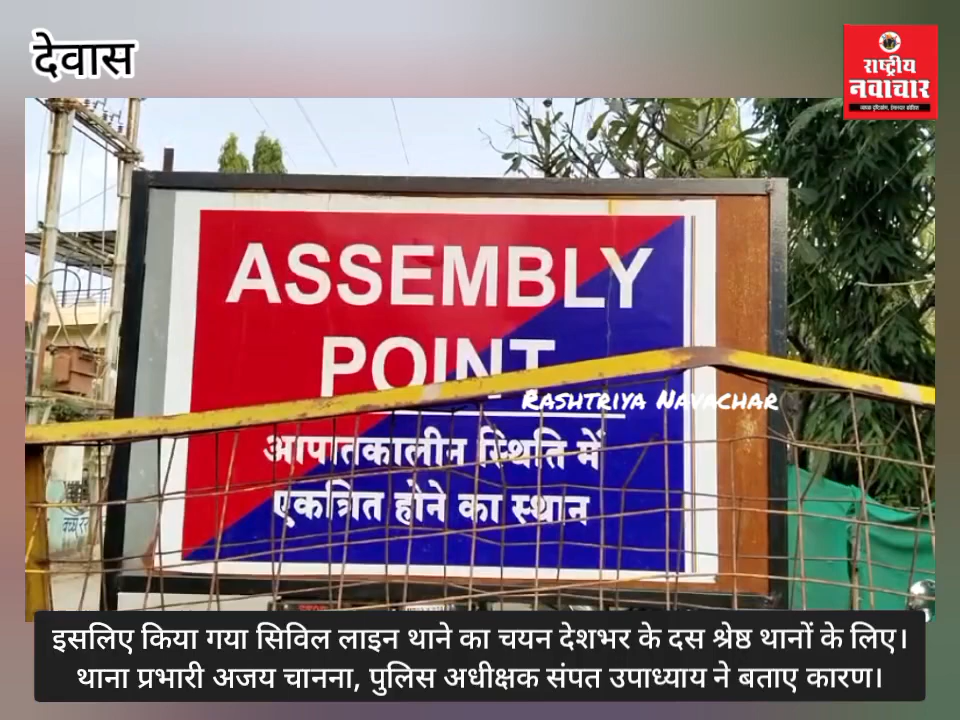 देवास
राष्ट्रीय
नवाचार
ASSEMBLY
POINT
RASHTRIYA NAVACHAR
आपातकालीन स्थिति में
एकत्रित होने का स्थान
इसलिए किया गया सिविल लाइन थाने का चयन देशभर के दस श्रेष्ठ थानों के लिए।
थाना प्रभारी अजय चानना, पुलिस अधीक्षक संपत उपाध्याय ने बताए कारण।